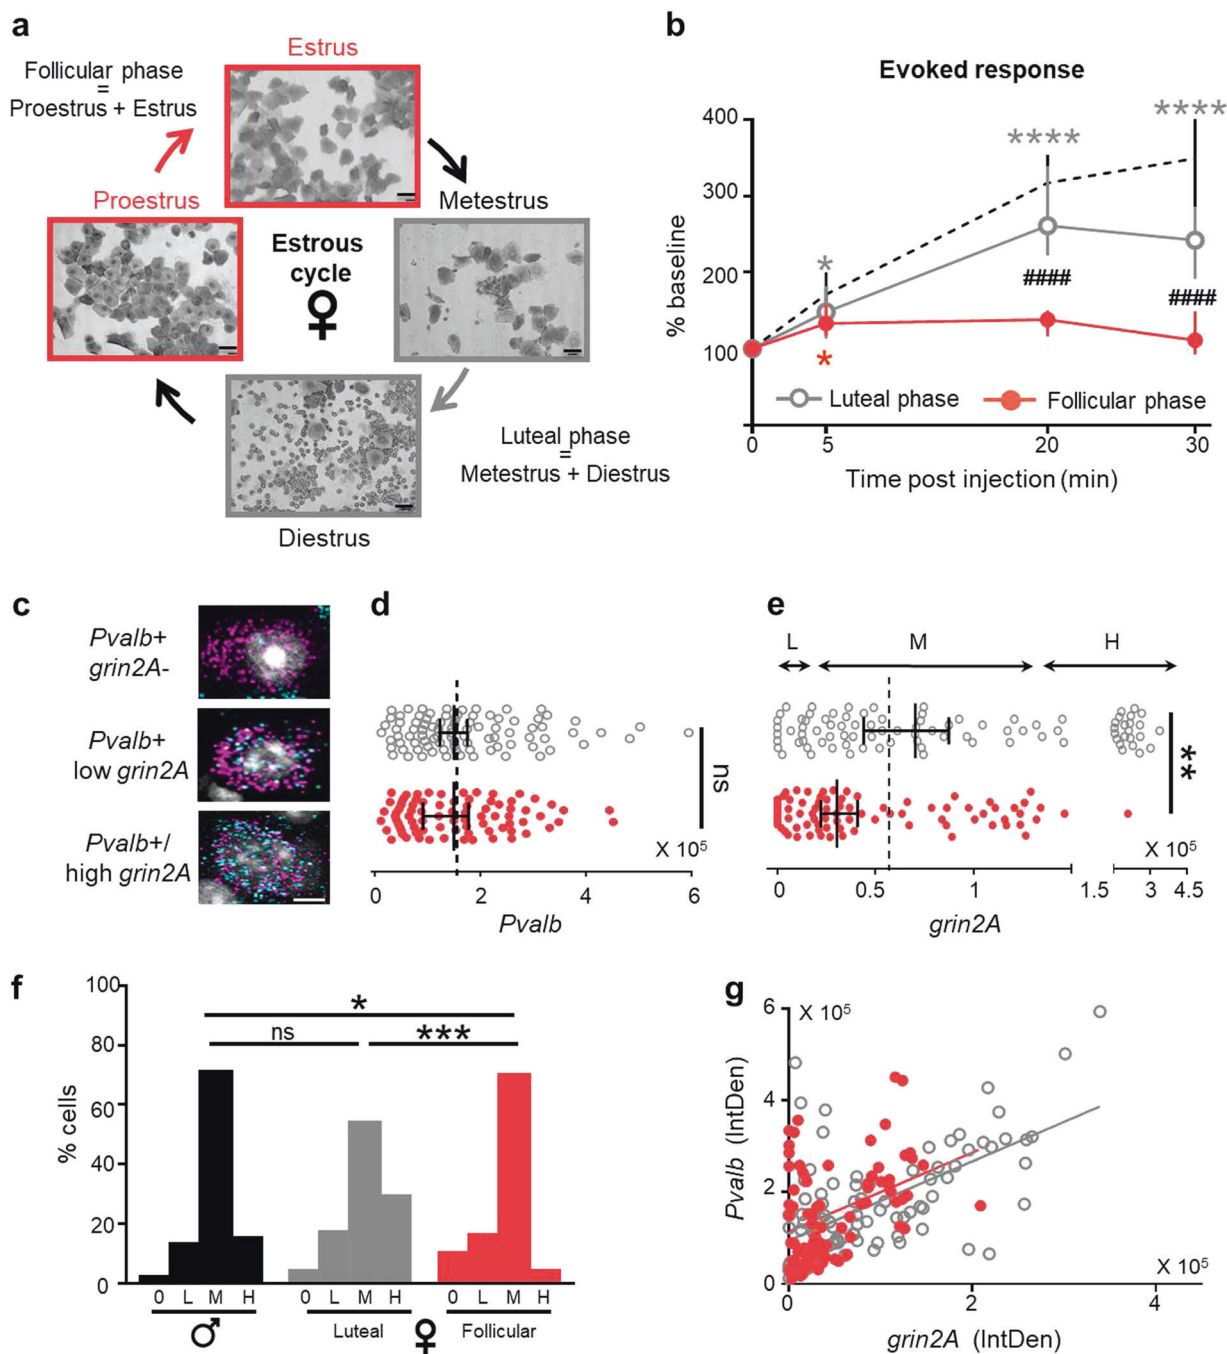 a
Estrus
Follicular phase
=
Proestrus + Estrus
Proestrus
Metestrus
Estrous
cycle
♀
Luteal phase
=
Metestrus + Diestrus
Diestrus
b
Evoked response
% baseline
400
300
200
100
*
****
****
####
####
*
Luteal phase
Follicular phase
0
5
20
30
Time post injection (min)
c
Pvalb+
grin2A-
Pvalb+
low grin2A
Pvalb+/
high grin2A
d
ns
X 10⁵
0
2
4
6
Pvalb
e
L
M
H
**
X 10⁵
0
0.5
1
1.5
3
4.5
grin2A
f
% cells
100
80
60
40
20
0
*
ns
***
0 L M H
0 L M H
0 L M H
♂
Luteal
♀
Follicular
g
Pvalb (IntDen)
6
4
2
0
X 10⁵
X 10⁵
0
2
4
grin2A (IntDen)